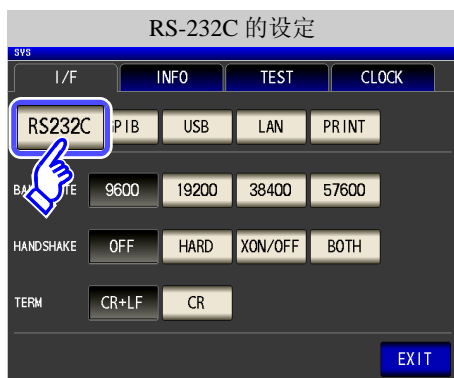 RS-232C 的设定
SYS
I/F INFO TEST CLOCK
RS232C PIB USB LAN PRINT
9600 19200 38400 57600
HANDSHAKE OFF HARD XON/OFF BOTH
TERM CR+LF CR
EXIT